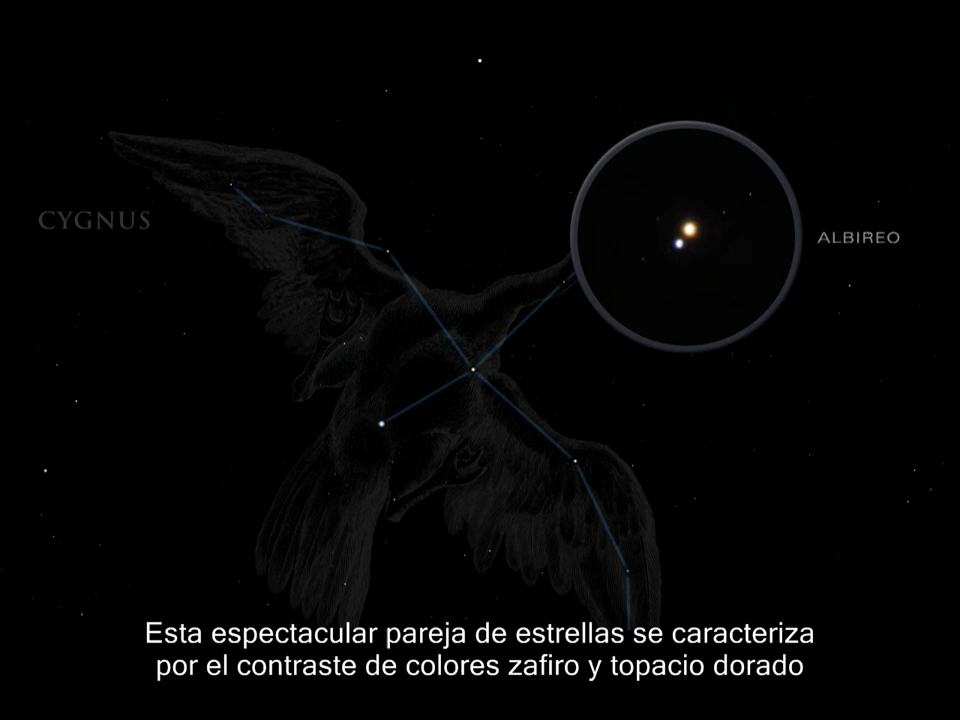 CYGNUS
ALBIREO
Esta espectacular pareja de estrellas se caracteriza
por el contraste de colores zafiro y topacio dorado